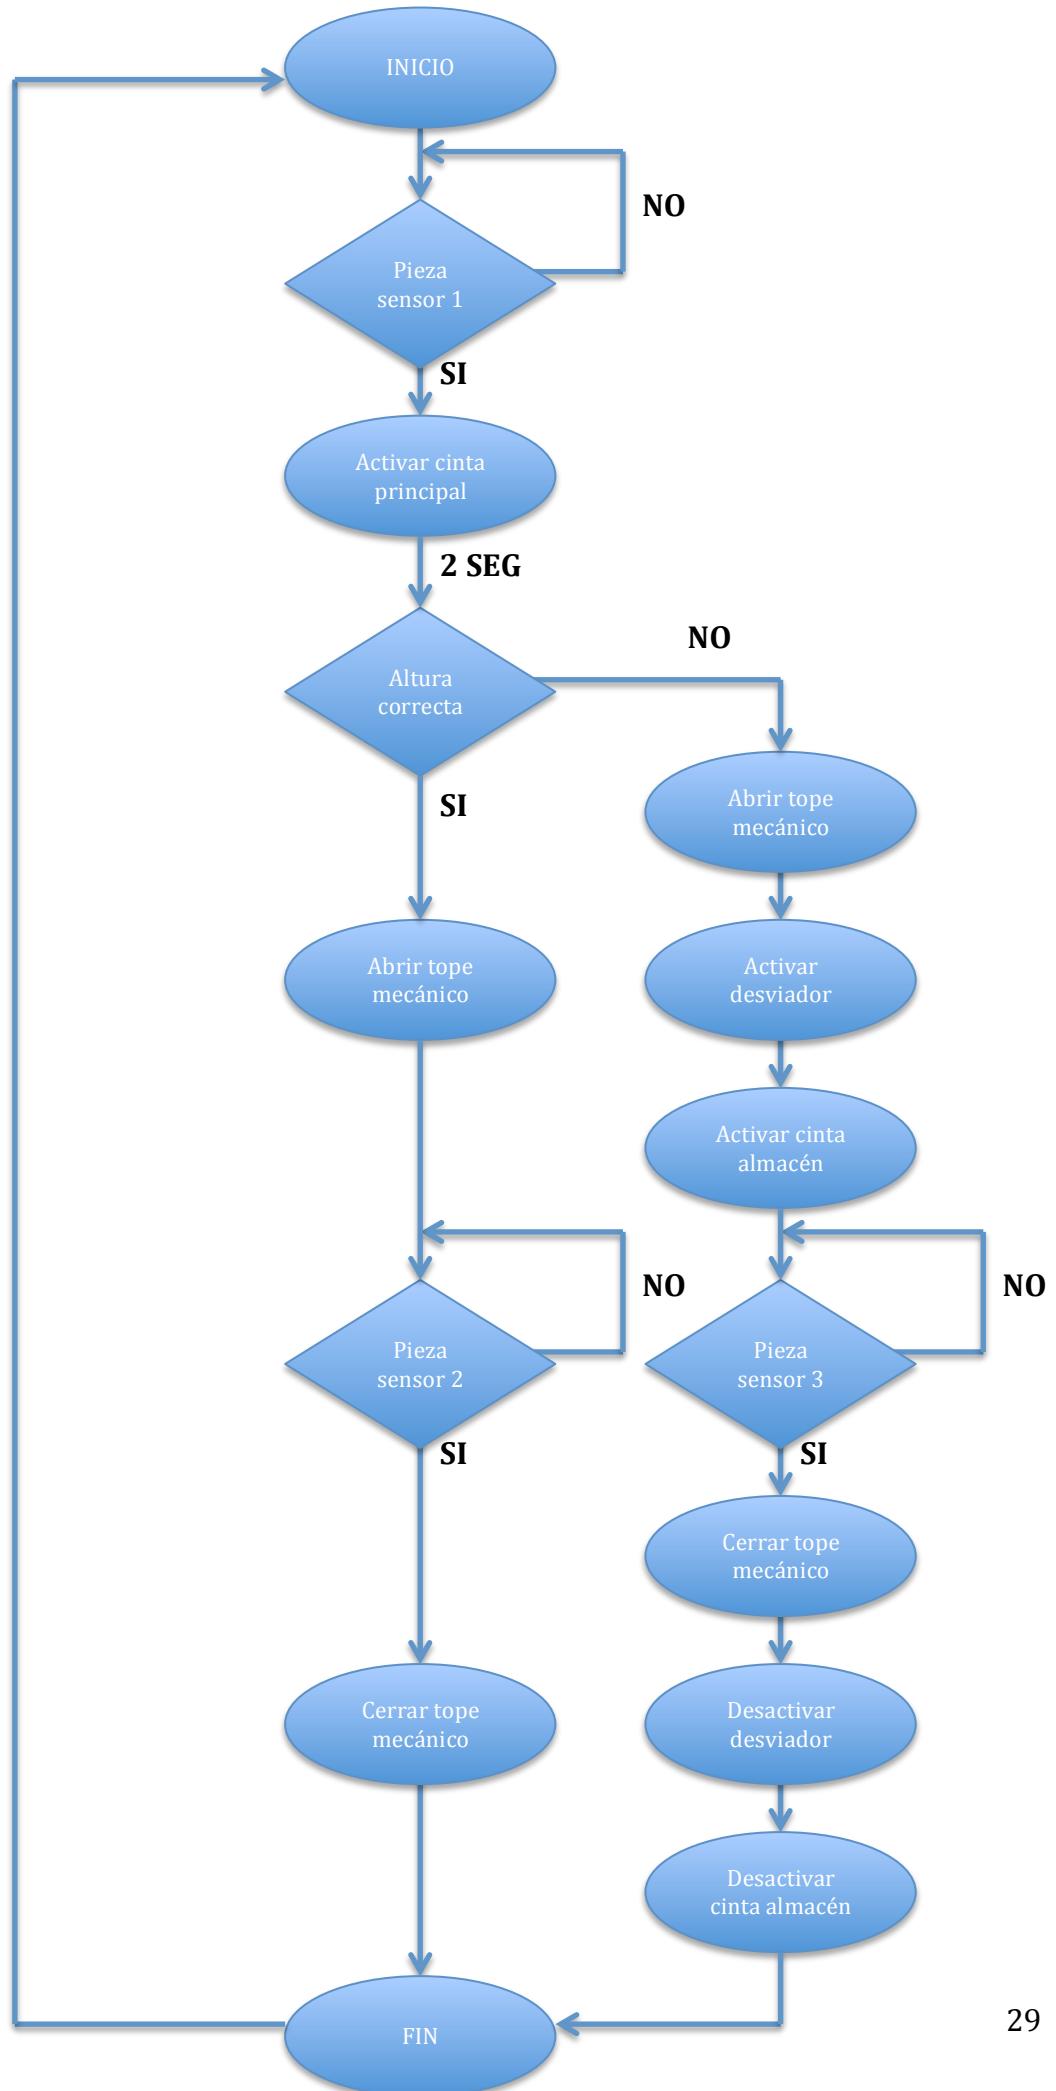 INICIO
NO
Pieza
sensor 1
SI
Activar cinta
principal
2 SEG
NO
Altura
correcta
SI
Abrir tope
mecánico
Abrir tope
mecánico
Activar
desviador
Activar cinta
almacén
NO
NO
Pieza
sensor 2
Pieza
sensor 3
SI
SI
Cerrar tope
mecánico
Cerrar tope
mecánico
Desactivar
desviador
Desactivar
cinta almacén
FIN
29